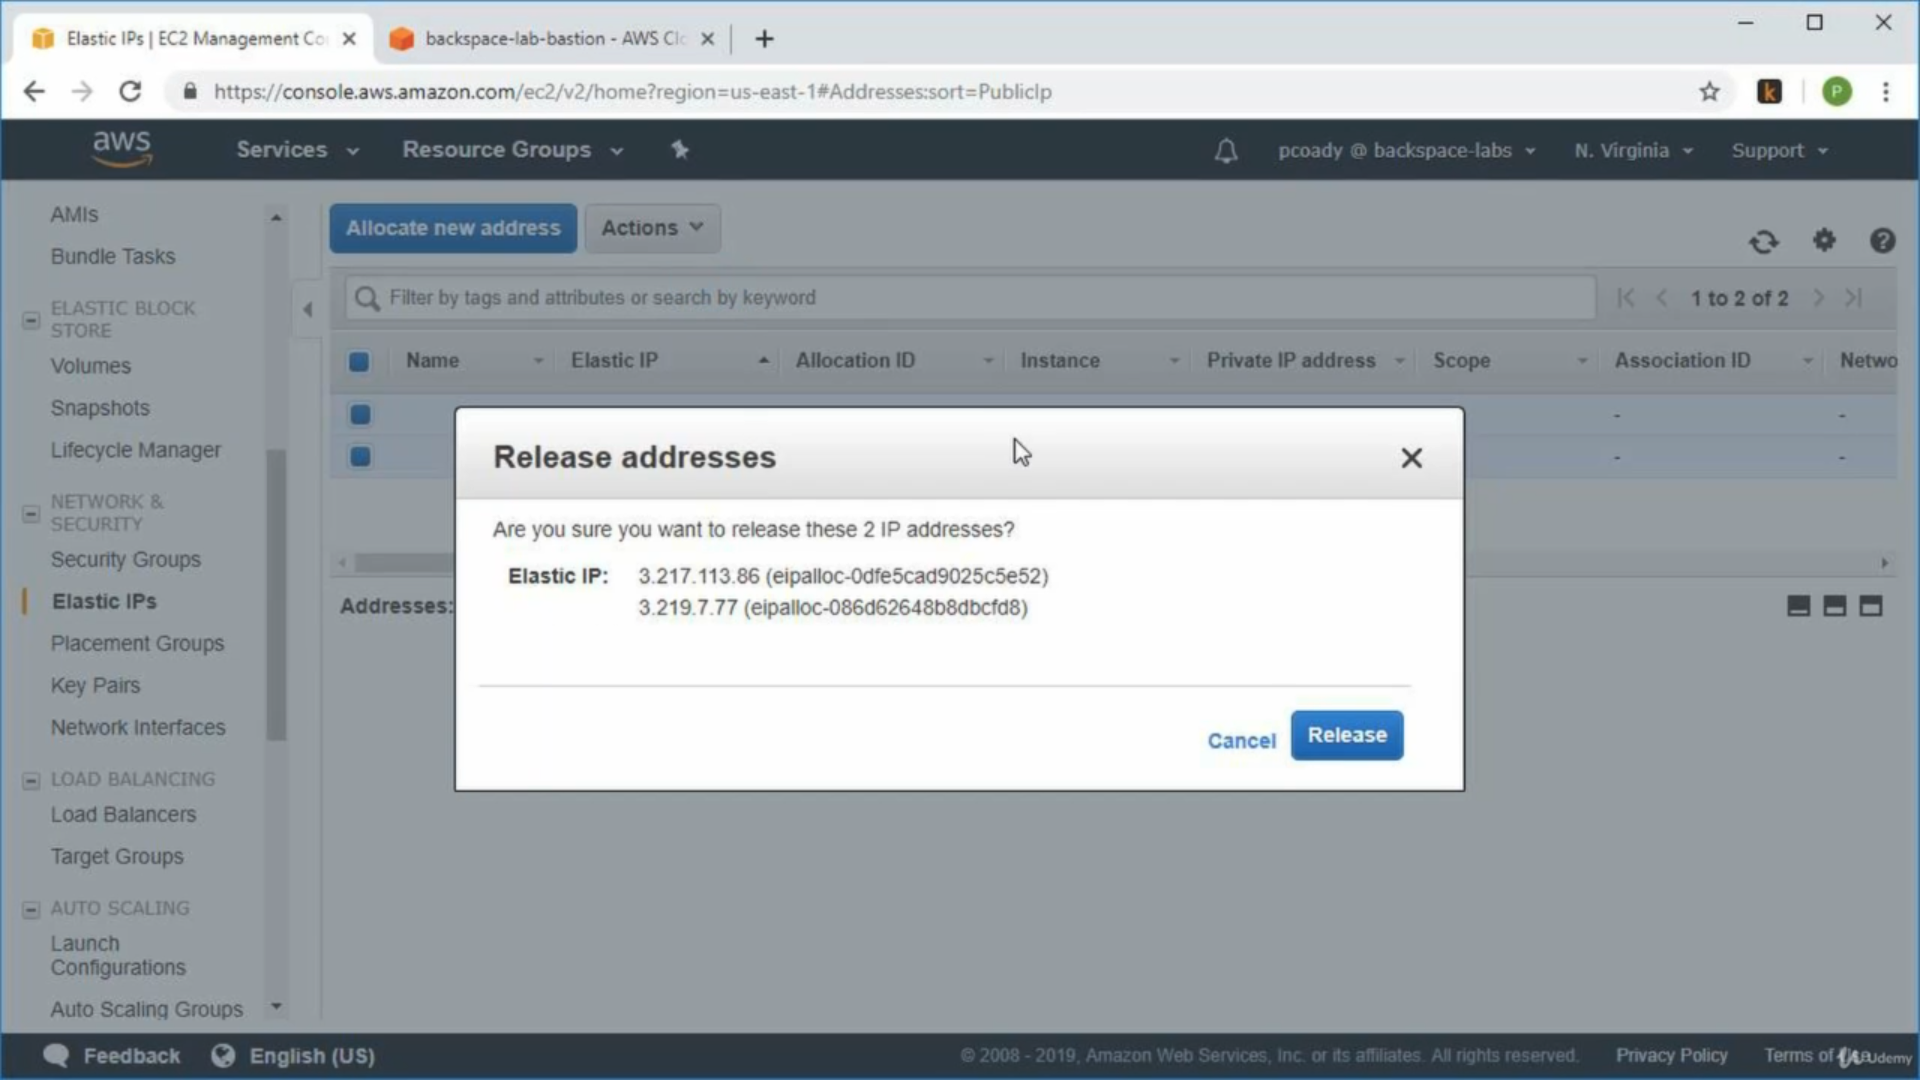 Elastic IPs | EC2 Management Co
backspace-lab-bastion - AWS Clo
https://console.aws.amazon.com/ec2/v2/home?region=us-east-1#Addresses:sort=PublicIp
k
P
aws
Services
Resource Groups
pcoady @ backspace-labs
N. Virginia
Support
AMIs
Bundle Tasks
ELASTIC BLOCK
STORE
Volumes
Snapshots
Lifecycle Manager
NETWORK &
SECURITY
Security Groups
Elastic IPs
Placement Groups
Key Pairs
Network Interfaces
LOAD BALANCING
Load Balancers
Target Groups
AUTO SCALING
Launch
Configurations
Auto Scaling Groups
Allocate new address
Actions
Filter by tags and attributes or search by keyword
1 to 2 of 2
Name
Elastic IP
Allocation ID
Instance
Private IP address
Scope
Association ID
Netwo
- -
- -
Addresses:
Release addresses
Are you sure you want to release these 2 IP addresses?
Elastic IP: 3.217.113.86 (eipalloc-0dfe5cad9025c5e52)
3.219.7.77 (eipalloc-086d62648b8dbcfd8)
Cancel
Release
Feedback
English (US)
© 2008 - 2019, Amazon Web Services, Inc. or its affiliates. All rights reserved.
Privacy Policy
Terms of Use
Udemy